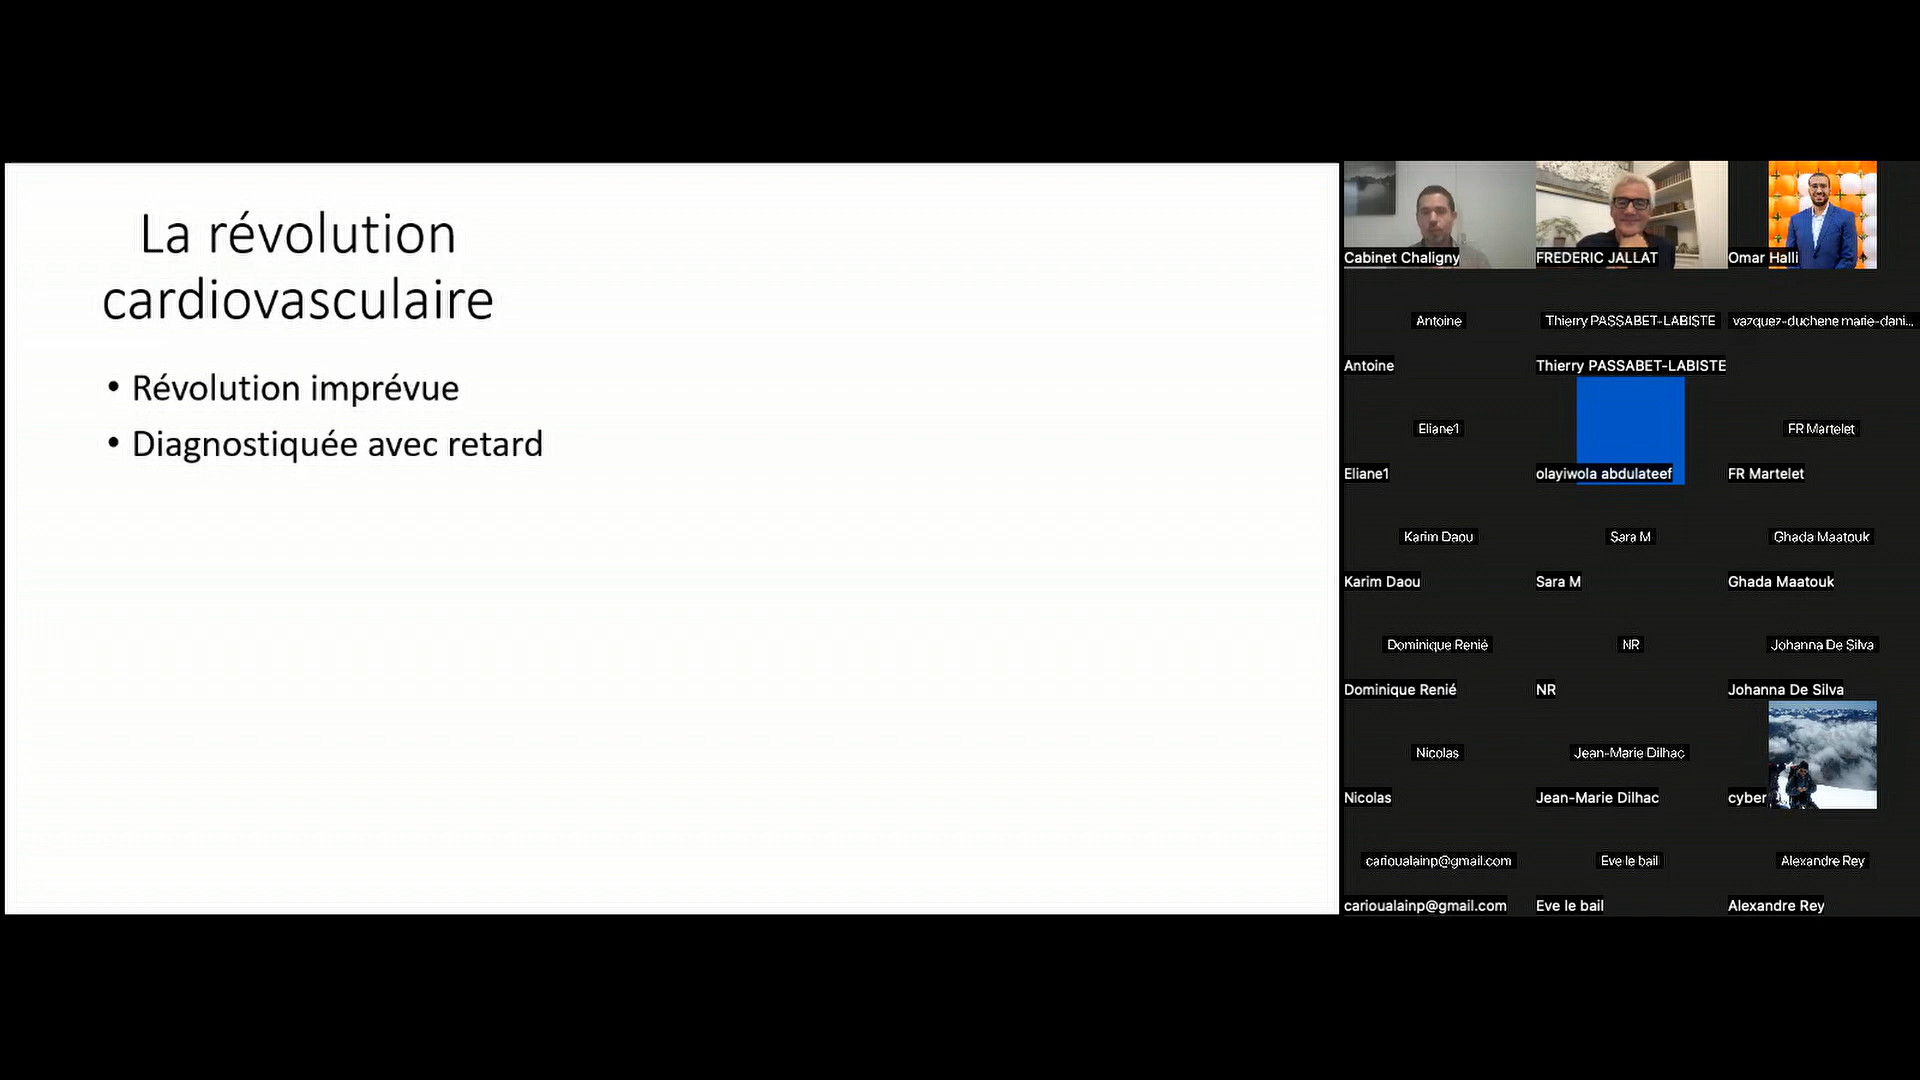 La révolution
cardiovasculaire
• Révolution imprévue
• Diagnostiquée avec retard
Cabinet Chaligny
FREDERIC JALLAT
Omar Halli
Antoine
Thierry PASSABET-LABISTE
vazquez-duchene marie-dani...
Antoine
Thierry PASSABET-LABISTE
Eliane1
FR Martelet
Eliane1
olayiwola abdulateef
FR Martelet
Karim Daou
Sara M
Ghada Maatouk
Karim Daou
Sara M
Ghada Maatouk
Dominique Renié
NR
Johanna De Silva
Dominique Renié
NR
Johanna De Silva
Nicolas
Jean-Marie Dilhac
Nicolas
Jean-Marie Dilhac
cyber
carioualainp@gmail.com
Eve le bail
Alexandre Rey
carioualainp@gmail.com
Eve le bail
Alexandre Rey